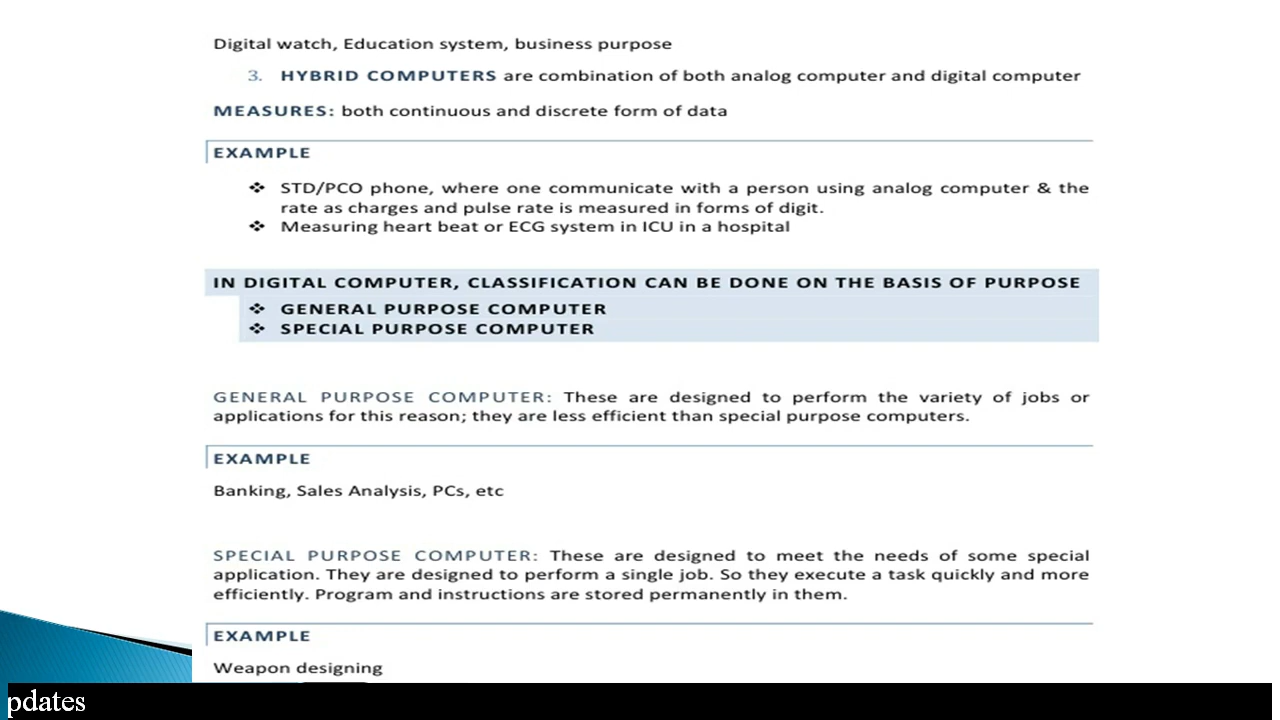 Digital watch, Education system, business purpose
3. HYBRID COMPUTERS are combination of both analog computer and digital computer
MEASURES: both continuous and discrete form of data
EXAMPLE
❖ STD/PCO phone, where one communicate with a person using analog computer & the
rate as charges and pulse rate is measured in forms of digit.
❖ Measuring heart beat or ECG system in ICU in a hospital
IN DIGITAL COMPUTER, CLASSIFICATION CAN BE DONE ON THE BASIS OF PURPOSE
❖ GENERAL PURPOSE COMPUTER
❖ SPECIAL PURPOSE COMPUTER
GENERAL PURPOSE COMPUTER: These are designed to perform the variety of jobs or
applications for this reason; they are less efficient than special purpose computers.
EXAMPLE
Banking, Sales Analysis, PCs, etc
SPECIAL PURPOSE COMPUTER: These are designed to meet the needs of some special
application. They are designed to perform a single job. So they execute a task quickly and more
efficiently. Program and instructions are stored permanently in them.
EXAMPLE
Weapon designing
pdates